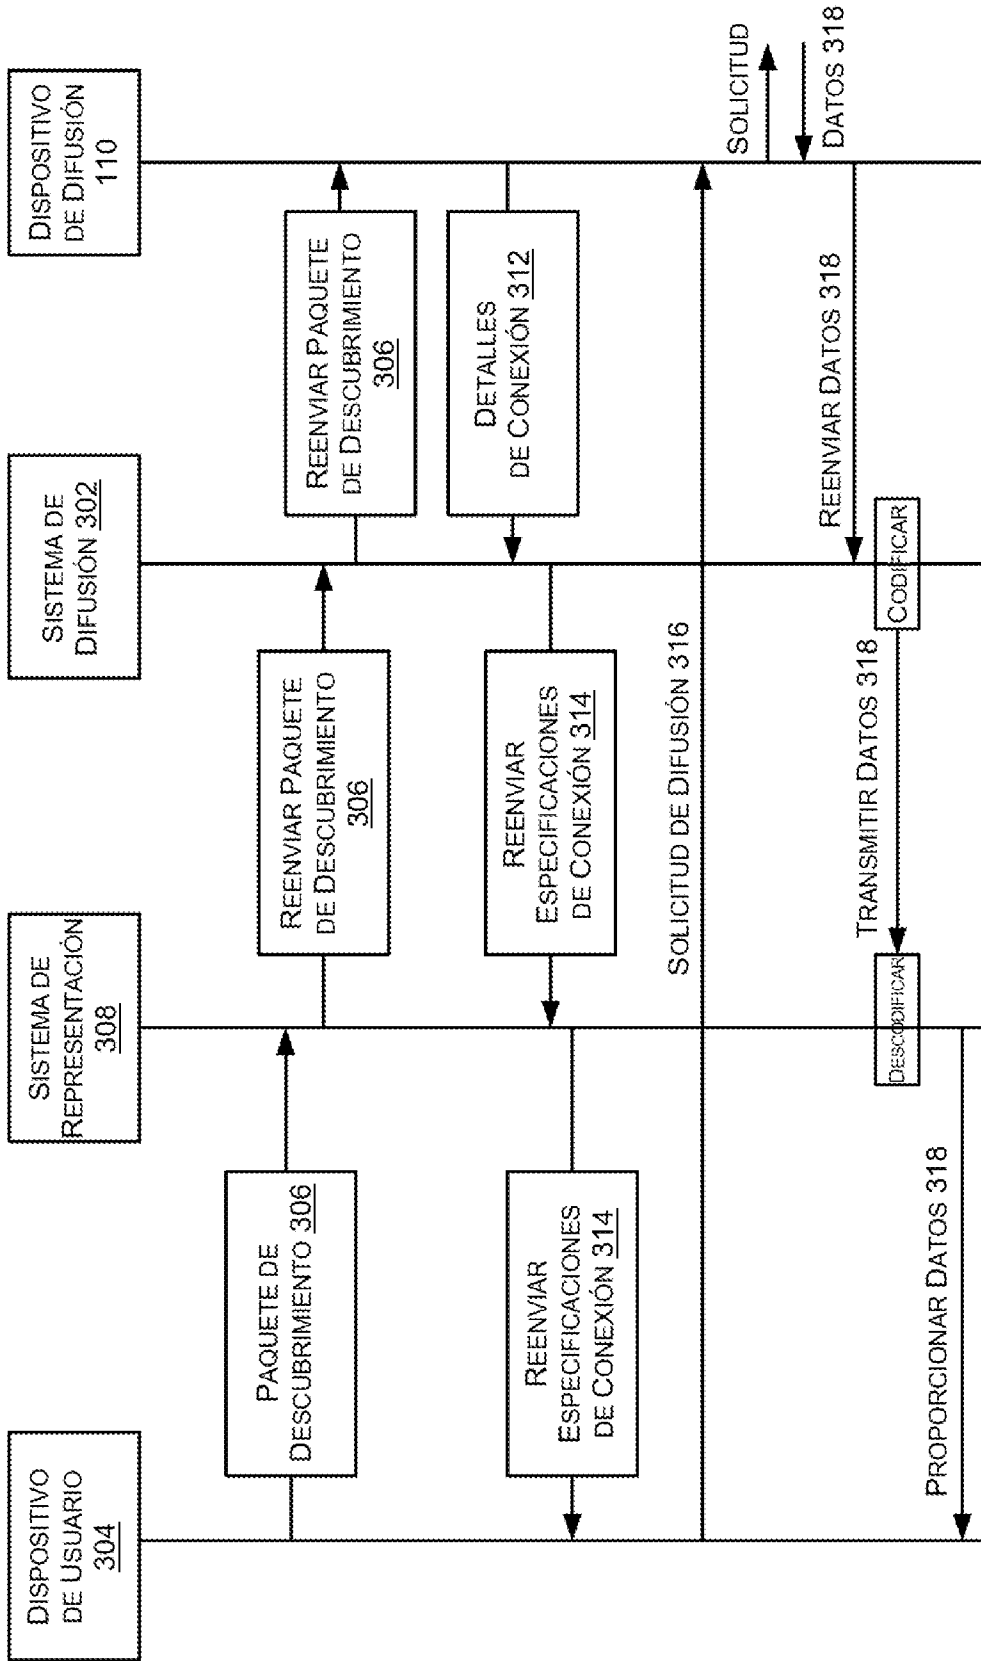 DISPOSITIVO
DE USUARIO
304
SISTEMA DE
REPRESENTACIÓN
308
SISTEMA DE
DIFUSIÓN 302
DISPOSITIVO
DE DIFUSIÓN
110
PAQUETE DE
DESCUBRIMIENTO 306
REENVIAR PAQUETE
DE DESCUBRIMIENTO
306
REENVIAR PAQUETE
DE DESCUBRIMIENTO
306
DETALLES
DE CONEXIÓN 312
REENVIAR
ESPECIFICACIONES
DE CONEXIÓN 314
REENVIAR
ESPECIFICACIONES
DE CONEXIÓN 314
SOLICITUD DE DIFUSIÓN 316
SOLICITUD
DATOS 318
REENVIAR DATOS 318
CODIFICAR
TRANSMITIR DATOS 318
DESCODIFICAR
PROPORCIONAR DATOS 318